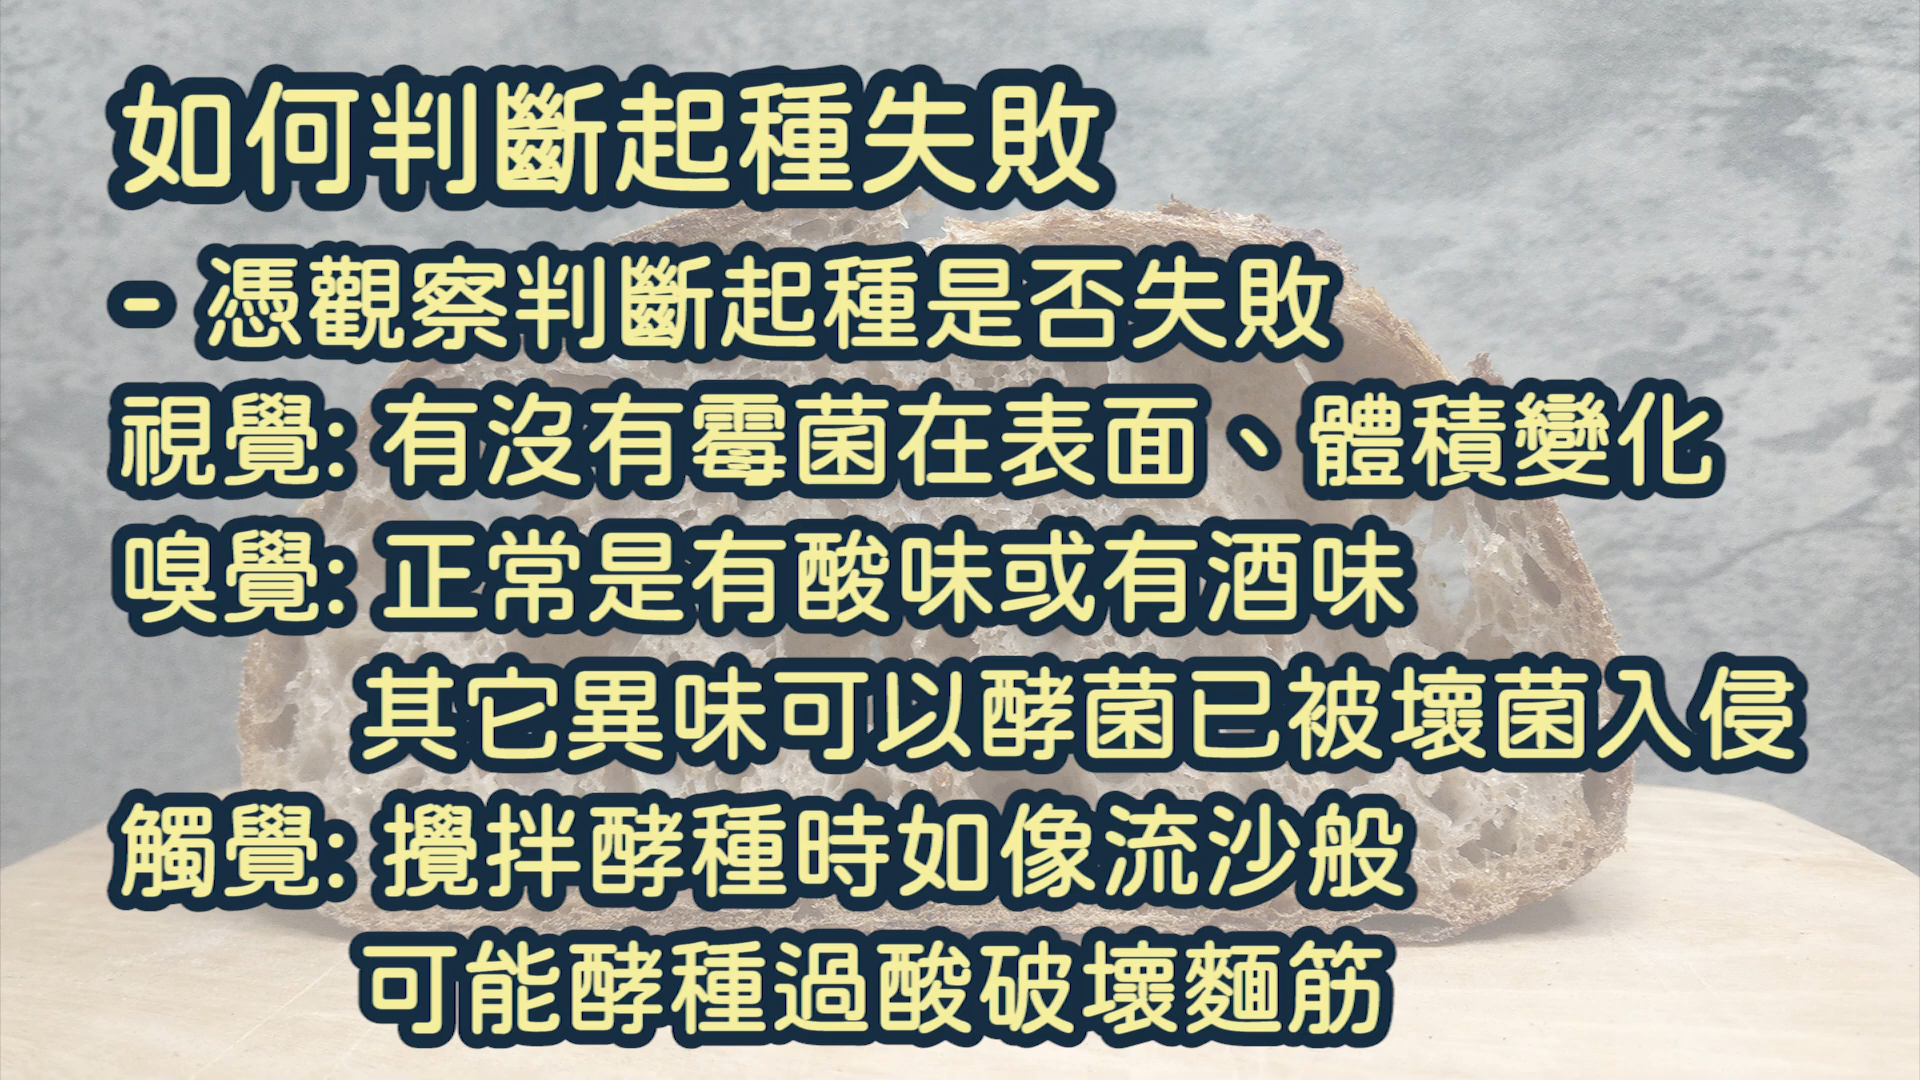 如何判斷起種失敗
- 憑觀察判斷起種是否失敗
視覺: 有沒有霉菌在表面、體積變化
嗅覺: 正常是有酸味或有酒味
其它異味可以酵菌已被壞菌入侵
觸覺: 攪拌酵種時如像流沙般
可能酵種過酸破壞麵筋